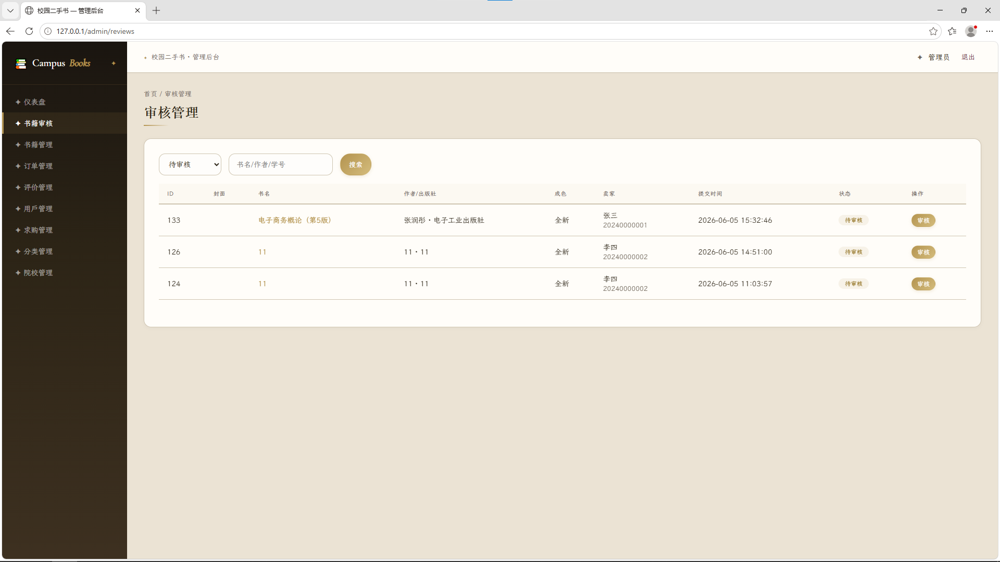 校园二手书 — 管理后台
127.0.0.1/admin/reviews
Campus Books
校园二手书・管理后台
管理员 退出
仪表盘
书籍审核
书籍管理
订单管理
评价管理
用户管理
求购管理
分类管理
院校管理
首页 / 审核管理
审核管理
待审核 书名/作者/学号 搜索
ID 封面 书名 作者/出版社 成色 卖家 提交时间 状态 操作
133 电子商务概论（第5版） 张润彤・电子工业出版社 全新 张三 20240000001 2026-06-05 15:32:46 待审核 审核
126 11 11・11 全新 李四 20240000002 2026-06-05 14:51:00 待审核 审核
124 11 11・11 全新 李四 20240000002 2026-06-05 11:03:57 待审核 审核